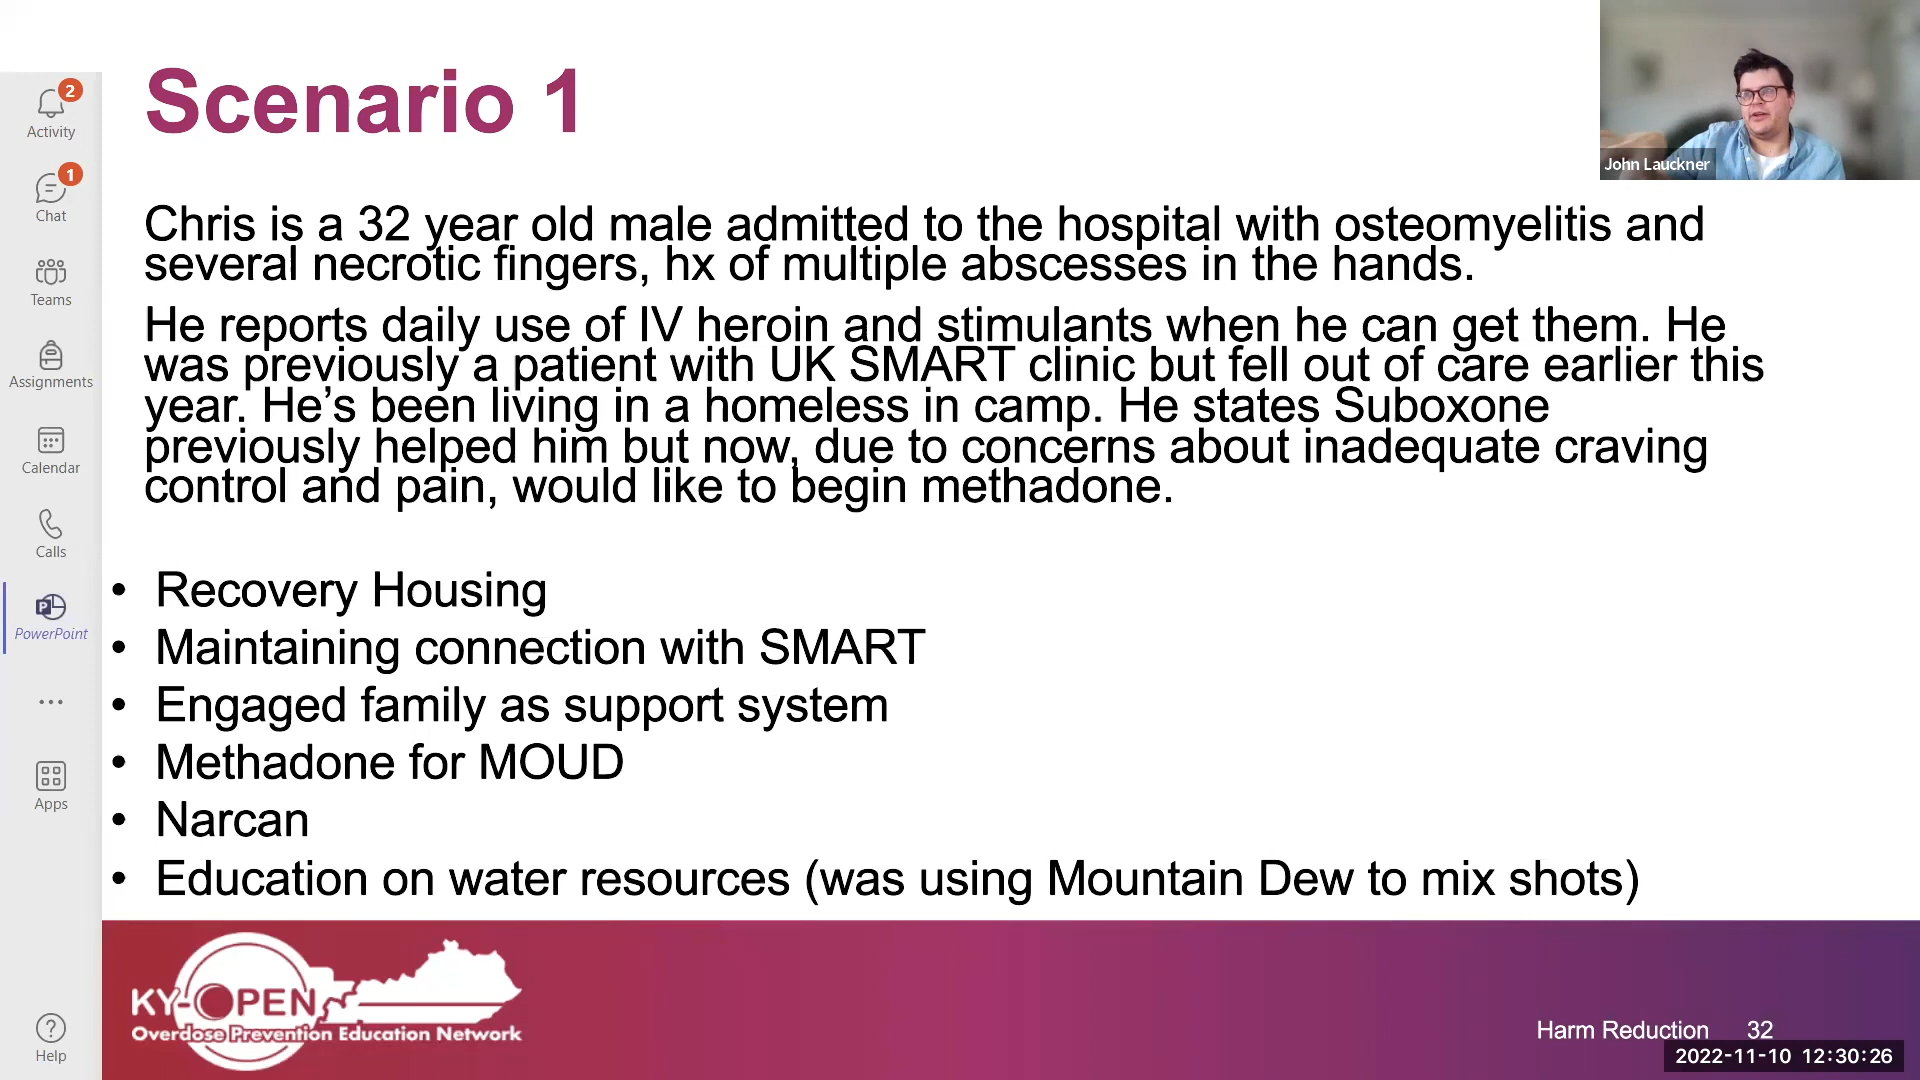 Scenario 1
John Lauckner
2
Activity
1
Chat
Teams
Assignments
Calendar
Calls
PowerPoint
Apps
Help
Chris is a 32 year old male admitted to the hospital with osteomyelitis and
several necrotic fingers, hx of multiple abscesses in the hands.
He reports daily use of IV heroin and stimulants when he can get them. He
was previously a patient with UK SMART clinic but fell out of care earlier this
year. He’s been living in a homeless in camp. He states Suboxone
previously helped him but now, due to concerns about inadequate craving
control and pain, would like to begin methadone.
• Recovery Housing
• Maintaining connection with SMART
• Engaged family as support system
• Methadone for MOUD
• Narcan
• Education on water resources (was using Mountain Dew to mix shots)
KY-OPEN
Overdose Prevention Education Network
Harm Reduction 32
2022-11-10 12:30:26